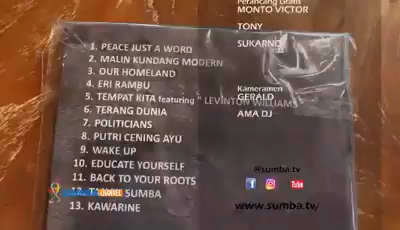 Perancang Gram
MONTO VICTOR
TONY
SUKARNO
1. PEACE JUST A WORD
2. MALIN KUNDANG MODERN
3. OUR HOMELAND
4. ERI RAMBU
5. TEMPAT KITA featuring " LEVINTON WILLIAMS
6. TERANG DUNIA
7. POLITICIANS
8. PUTRI CENING AYU
9. WAKE UP
10. EDUCATE YOURSELF
11. BACK TO YOUR ROOTS
12. SUMBA
13. KAWARINE
Kameramen
GERALD
AMA DJ
@sumba.tv
www.sumba.tv/